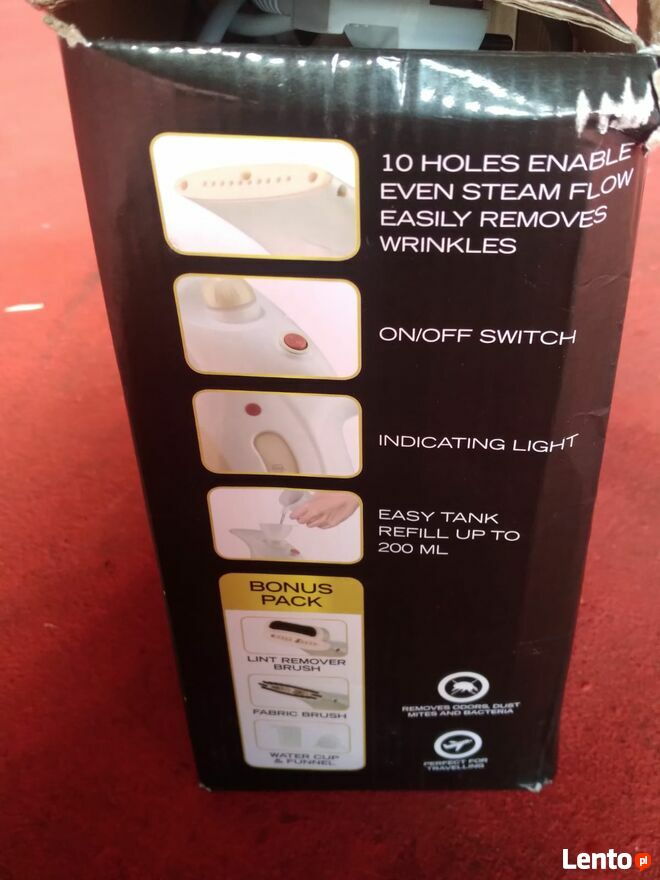 10 HOLES ENABLE
EVEN STEAM FLOW
EASILY REMOVES
WRINKLES
ON/OFF SWITCH
INDICATING LIGHT
EASY TANK
REFILL UP TO
200 ML
BONUS
PACK
LINT REMOVER
BRUSH
FABRIC BRUSH
WATER CUP
& FUNNEL
REMOVES ODORS, DUST
MITES AND BACTERIA
PERFECT FOR
TRAVELLING
Lento pl